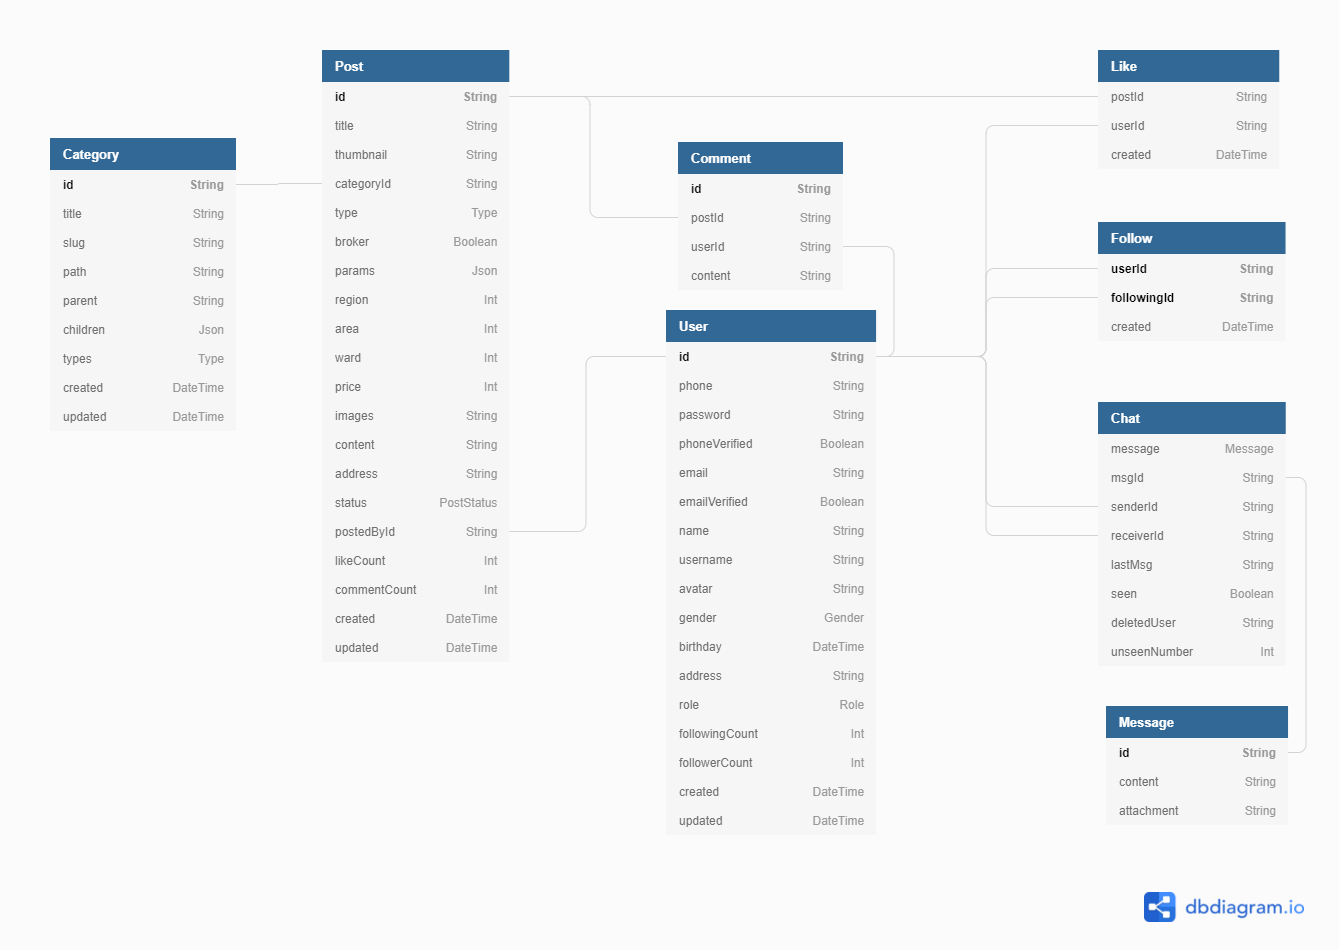 Category
id String
title String
slug String
path String
parent String
children Json
types Type
created DateTime
updated DateTime
Post
id String
title String
thumbnail String
categoryId String
type Type
broker Boolean
params Json
region Int
area Int
ward Int
price Int
images String
content String
address String
status PostStatus
postedById String
likeCount Int
commentCount Int
created DateTime
updated DateTime
Comment
id String
postId String
userId String
content String
User
id String
phone String
password String
phoneVerified Boolean
email String
emailVerified Boolean
name String
username String
avatar String
gender Gender
birthday DateTime
address String
role Role
followingCount Int
followerCount Int
created DateTime
updated DateTime
Like
postId String
userId String
created DateTime
Follow
userId String
followingId String
created DateTime
Chat
message Message
msgId String
senderId String
receiverId String
lastMsg String
seen Boolean
deletedUser String
unseenNumber Int
Message
id String
content String
attachment String
dbdiagram.io